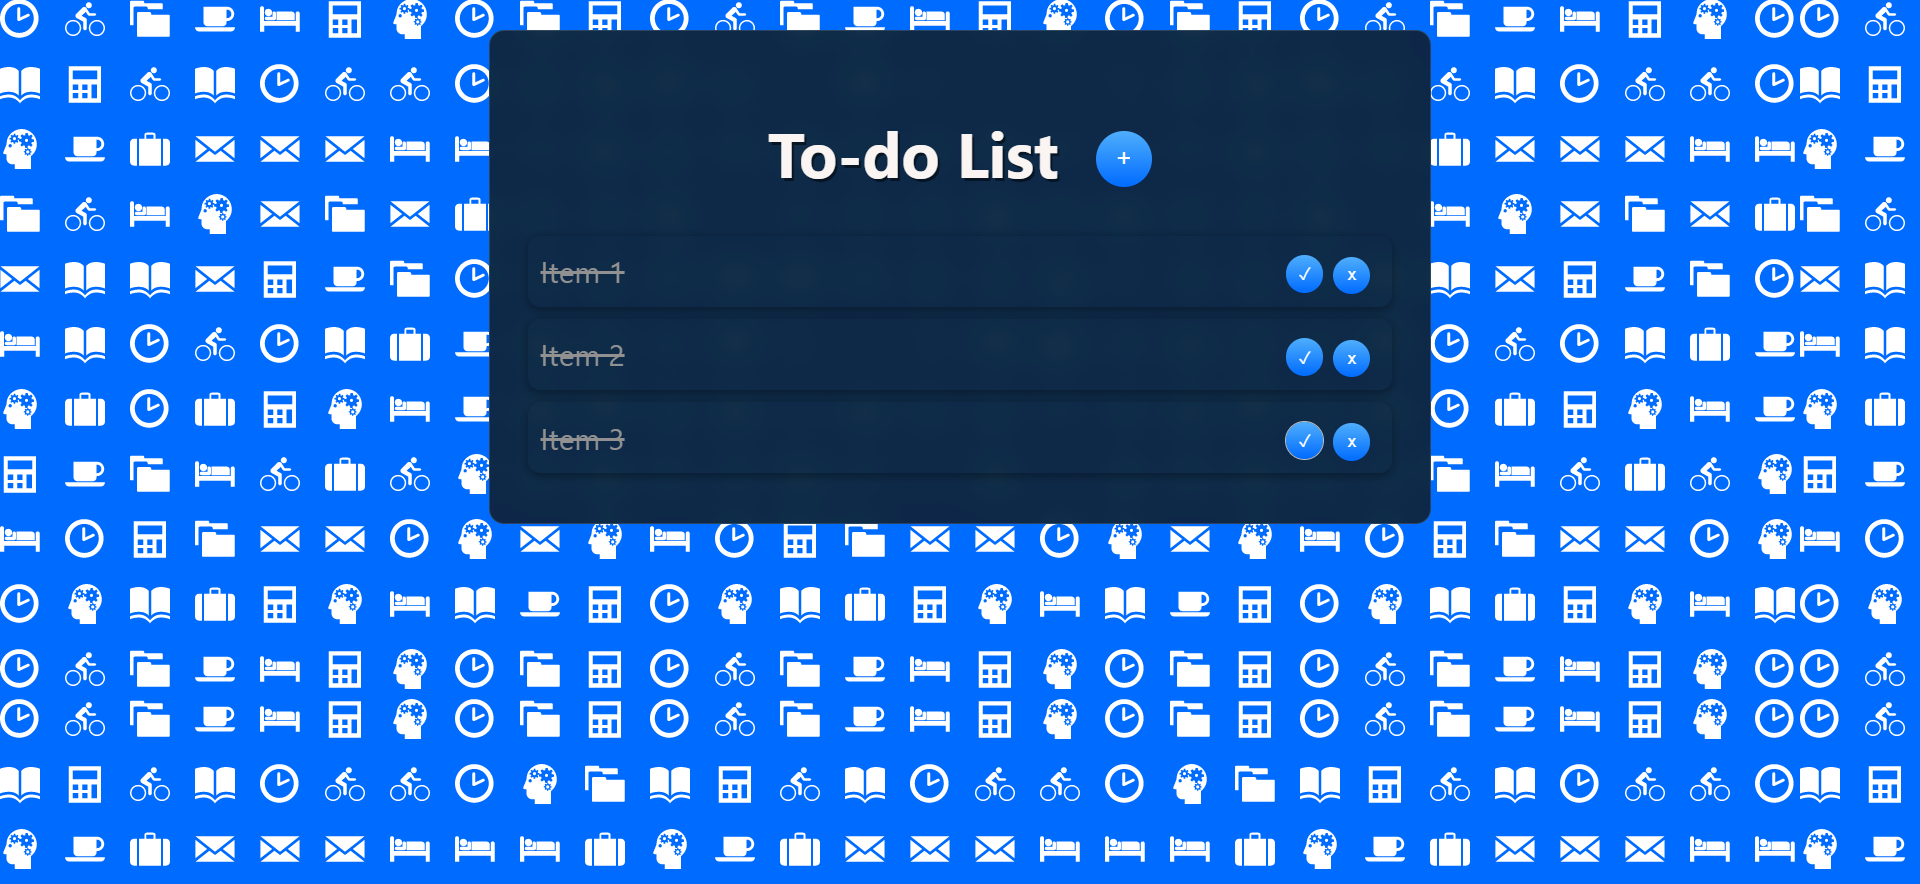 To-do List +
Item 1 ✓ x
Item 2 ✓ x
Item 3 ✓ x